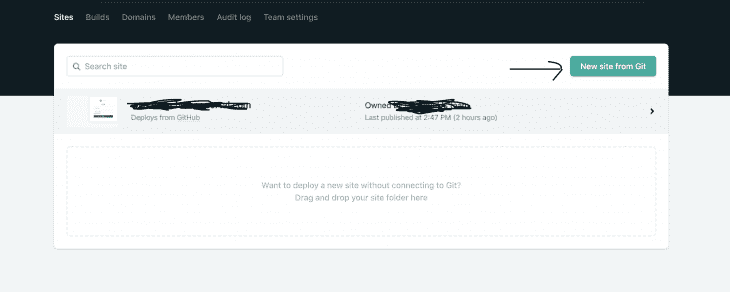 Sites Builds Domains Members Audit log Team settings
Search site
New site from Git
Owned
Deploys from GitHub
Last published at 2:47 PM (2 hours ago)
Want to deploy a new site without connecting to Git?
Drag and drop your site folder here